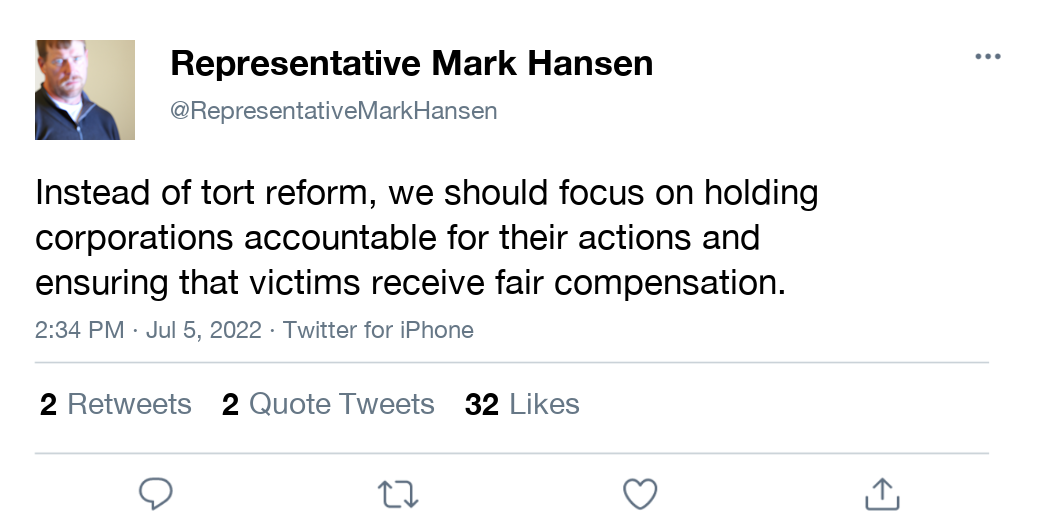 Representative Mark Hansen
@RepresentativeMarkHansen
Instead of tort reform, we should focus on holding
corporations accountable for their actions and
ensuring that victims receive fair compensation.
2:34 PM · Jul 5, 2022 · Twitter for iPhone
2 Retweets 2 Quote Tweets 32 Likes